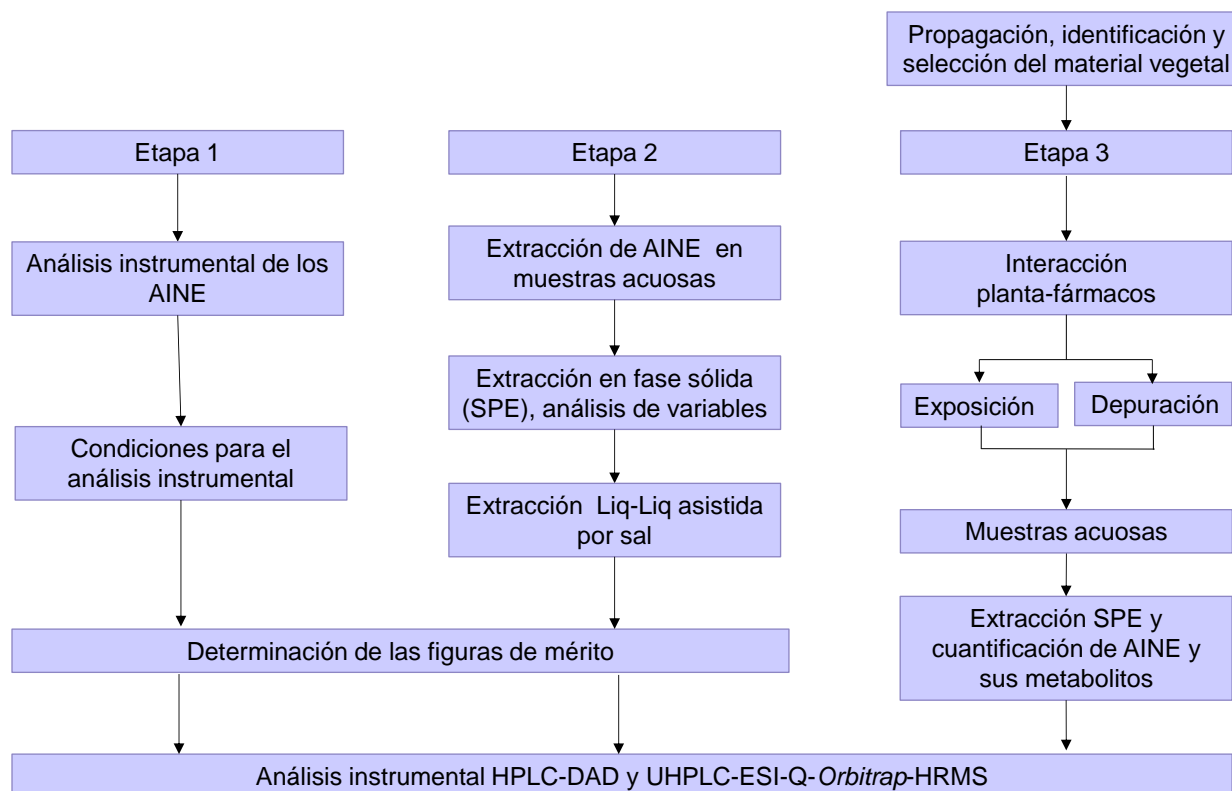 Propagación, identificación y
selección del material vegetal
Etapa 1
Etapa 2
Etapa 3
Análisis instrumental de los
AINE
Extracción de AINE en
muestras acuosas
Interacción
planta-fármacos
Extracción en fase sólida
(SPE), análisis de variables
Exposición
Depuración
Condiciones para el
análisis instrumental
Extracción Liq-Liq asistida
por sal
Muestras acuosas
Determinación de las figuras de mérito
Extracción SPE y
cuantificación de AINE y
sus metabolitos
Análisis instrumental HPLC-DAD y UHPLC-ESI-Q-Orbitrap-HRMS